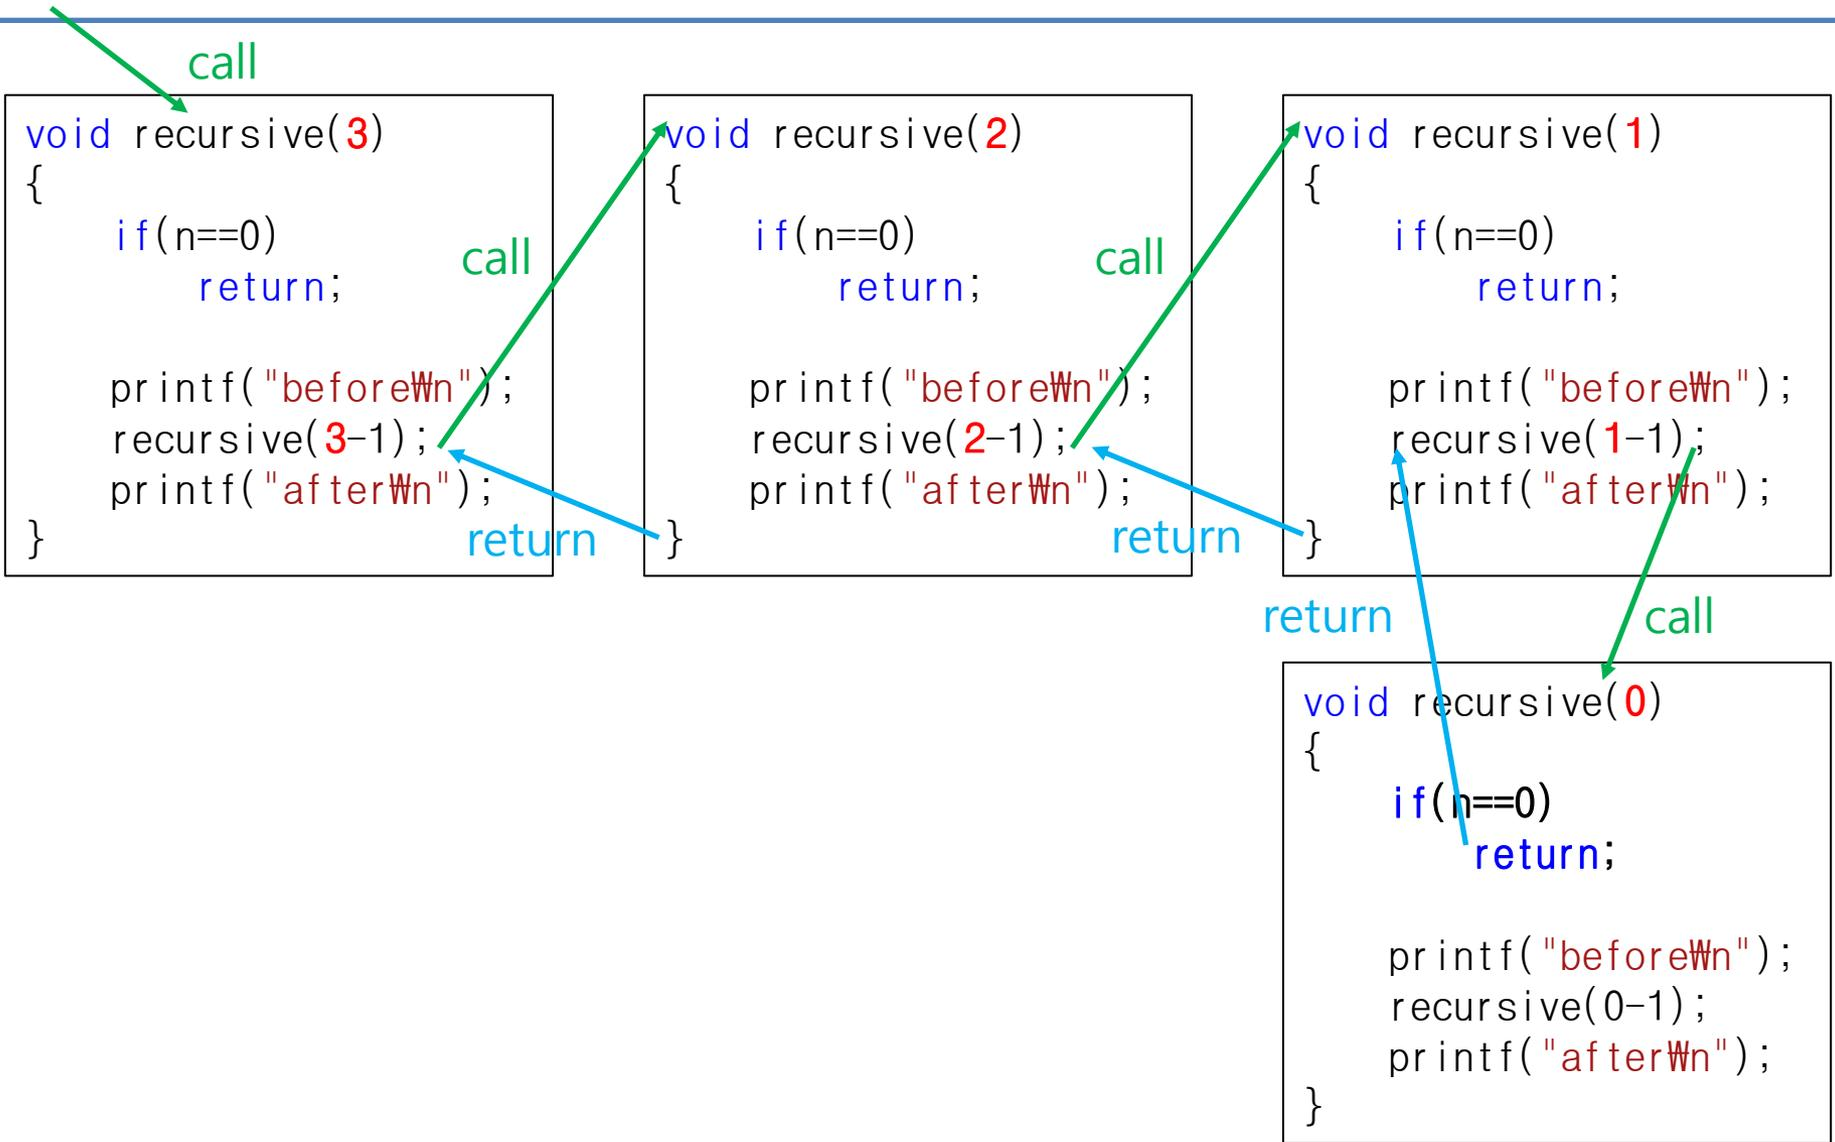 call
void recursive(3)
{
if(n==0)
return;
printf("before₩n");
recursive(3-1);
printf("after₩n");
}
call
return
void recursive(2)
{
if(n==0)
return;
printf("before₩n");
recursive(2-1);
printf("after₩n");
}
call
return
void recursive(1)
{
if(n==0)
return;
printf("before₩n");
recursive(1-1);
printf("after₩n");
}
return
call
void recursive(0)
{
if(n==0)
return;
printf("before₩n");
recursive(0-1);
printf("after₩n");
}